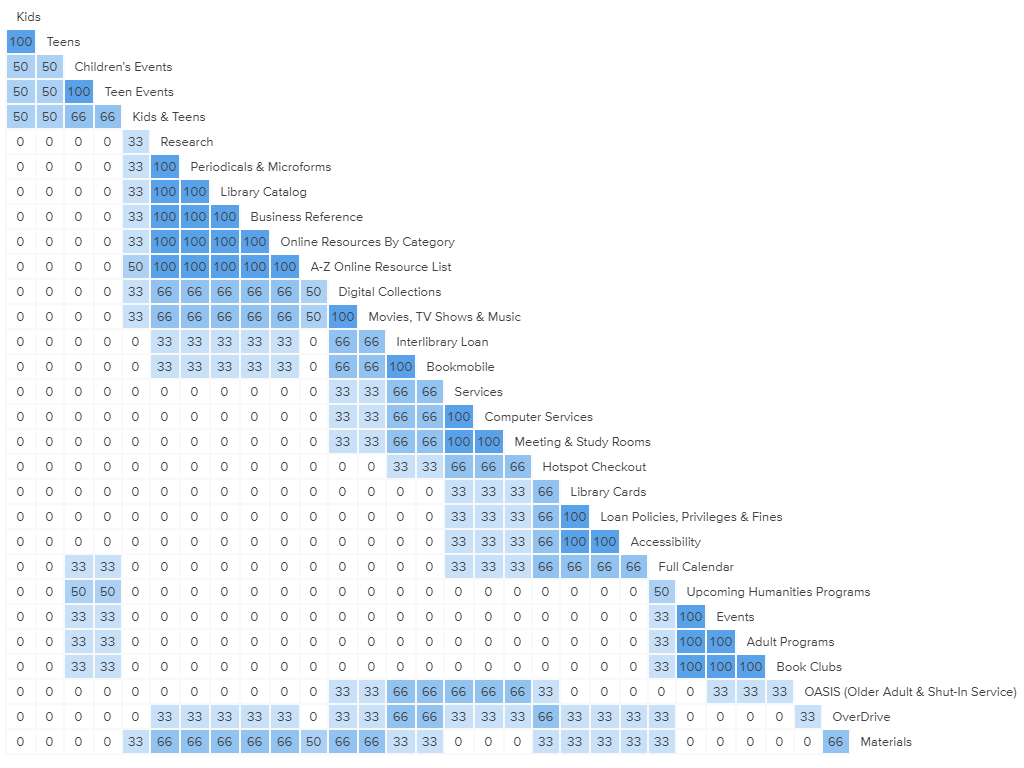 Kids
100 Teens
50 50 Children's Events
50 50 100 Teen Events
50 50 66 66 Kids & Teens
0 0 0 0 33 Research
0 0 0 0 33 100 Periodicals & Microforms
0 0 0 0 33 100 100 Library Catalog
0 0 0 0 33 100 100 100 Business Reference
0 0 0 0 33 100 100 100 100 Online Resources By Category
0 0 0 0 50 100 100 100 100 100 A-Z Online Resource List
0 0 0 0 33 66 66 66 66 66 50 Digital Collections
0 0 0 0 33 66 66 66 66 66 50 100 Movies, TV Shows & Music
0 0 0 0 0 33 33 33 33 33 0 66 66 Interlibrary Loan
0 0 0 0 0 33 33 33 33 33 0 66 66 100 Bookmobile
0 0 0 0 0 0 0 0 0 0 0 33 33 66 66 Services
0 0 0 0 0 0 0 0 0 0 0 33 33 66 66 100 Computer Services
0 0 0 0 0 0 0 0 0 0 0 33 33 66 66 100 100 Meeting & Study Rooms
0 0 0 0 0 0 0 0 0 0 0 0 0 33 33 66 66 66 Hotspot Checkout
0 0 0 0 0 0 0 0 0 0 0 0 0 0 0 33 33 33 66 Library Cards
0 0 0 0 0 0 0 0 0 0 0 0 0 0 0 33 33 33 66 100 Loan Policies, Privileges & Fines
0 0 0 0 0 0 0 0 0 0 0 0 0 0 0 33 33 33 66 100 100 Accessibility
0 0 33 33 0 0 0 0 0 0 0 0 0 0 0 33 33 33 66 66 66 66 Full Calendar
0 0 50 50 0 0 0 0 0 0 0 0 0 0 0 0 0 0 0 0 0 0 50 Upcoming Humanities Programs
0 0 33 33 0 0 0 0 0 0 0 0 0 0 0 0 0 0 0 0 0 0 33 100 Events
0 0 33 33 0 0 0 0 0 0 0 0 0 0 0 0 0 0 0 0 0 0 33 100 100 Adult Programs
0 0 33 33 0 0 0 0 0 0 0 0 0 0 0 0 0 0 0 0 0 0 33 100 100 100 Book Clubs
0 0 0 0 0 0 0 0 0 0 0 33 33 66 66 66 66 66 33 0 0 0 0 0 33 33 33 OASIS (Older Adult & Shut-In Service)
0 0 0 0 0 33 33 33 33 33 0 33 33 66 66 33 33 33 66 33 33 33 33 0 0 0 0 33 OverDrive
0 0 0 0 33 66 66 66 66 66 50 66 66 33 33 0 0 0 33 33 33 33 33 0 0 0 0 0 66 Materials